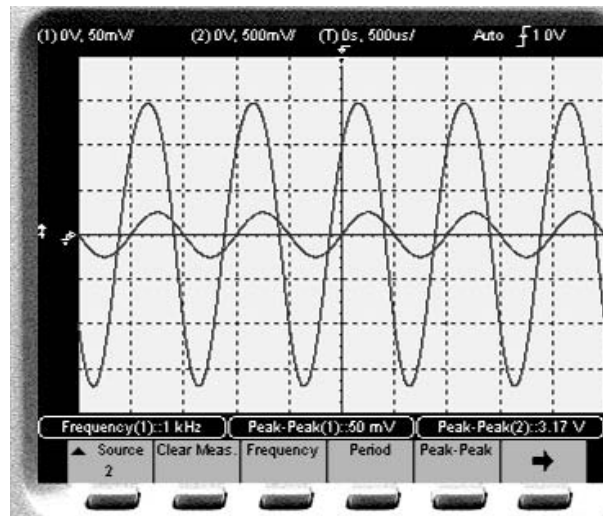 (1) 0V, 50mV/ (2) 0V, 500mV/ (T) 0s, 500us/ Auto 1 0V
Frequency(1)::1 kHz Peak-Peak(1)::50 mV Peak-Peak(2)::3.17 V
Source Clear Meas. Frequency Period Peak-Peak
2